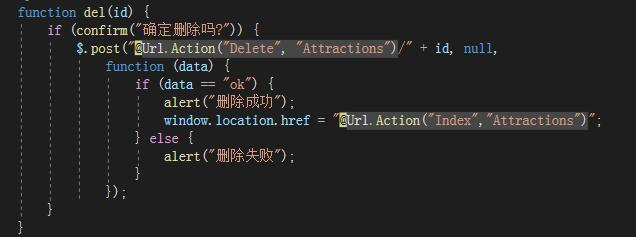 function del(id) {
if (confirm("确定删除吗?")) {
$.post("@Url.Action("Delete", "Attractions")/" + id, null,
function (data) {
if (data == "ok") {
alert("删除成功");
window.location.href = "@Url.Action("Index","Attractions")";
} else {
alert("删除失败");
}
});
}
}